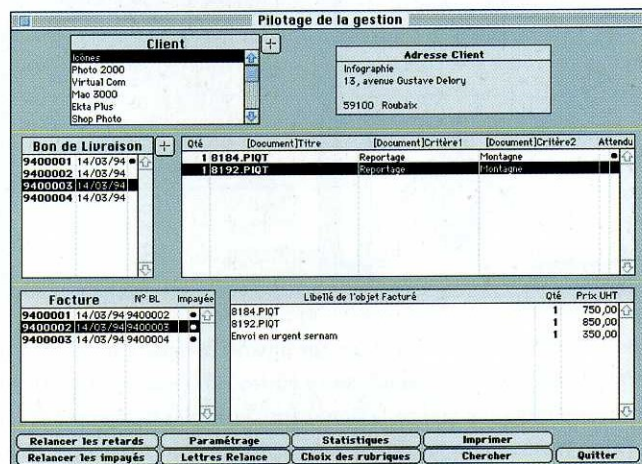 Pilotage de la gestion
Client
Icônes
Photo 2000
Virtual Com
Mac 3000
Ekta Plus
Shop Photo
Adresse Client
Infographie
13, avenue Gustave Delory
59100 Roubaix
Bon de Livraison
9400001 14/03/94
9400002 14/03/94
9400003 14/03/94
9400004 14/03/94
Qté [Document]Titre [Document]Critère1 [Document]Critère2 Attendu
1 8184.PIQT Reportage Montagne
1 8192.PIQT Reportage Montagne
Facture N° BL Impayée
9400001 14/03/94 9400002
9400002 14/03/94 9400003
9400003 14/03/94 9400004
Libellé de l'objet Facturé Qté Prix UHT
8184.PIQT 1 750,00
8192.PIQT 1 850,00
Envoi en urgent sernam 1 350,00
Relancer les retards Paramétrage Statistiques Imprimer
Relancer les impayés Lettres Relance Choix des rubriques Chercher Quitter